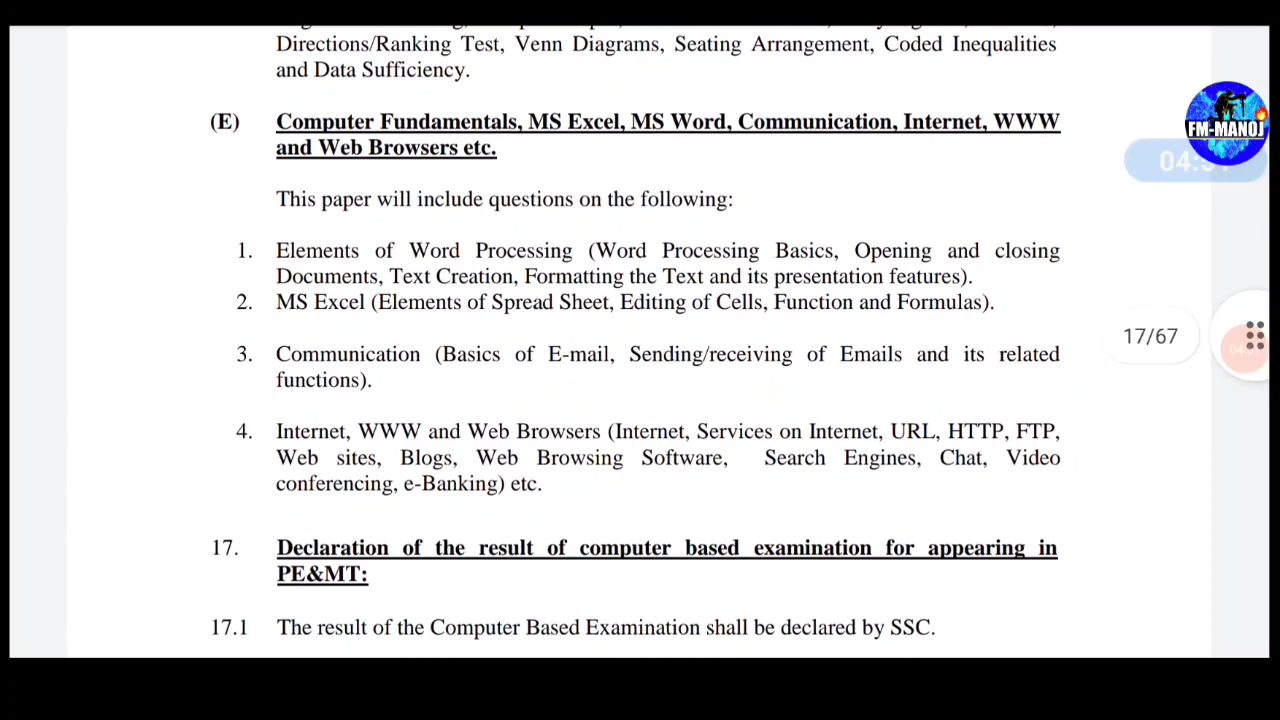 Directions/Ranking Test, Venn Diagrams, Seating Arrangement, Coded Inequalities
and Data Sufficiency.
(E) Computer Fundamentals, MS Excel, MS Word, Communication, Internet, WWW
and Web Browsers etc.
FM-MANOJ
This paper will include questions on the following:
1. Elements of Word Processing (Word Processing Basics, Opening and closing
Documents, Text Creation, Formatting the Text and its presentation features).
2. MS Excel (Elements of Spread Sheet, Editing of Cells, Function and Formulas).
17/67
3. Communication (Basics of E-mail, Sending/receiving of Emails and its related
functions).
4. Internet, WWW and Web Browsers (Internet, Services on Internet, URL, HTTP, FTP,
Web sites, Blogs, Web Browsing Software, Search Engines, Chat, Video
conferencing, e-Banking) etc.
17. Declaration of the result of computer based examination for appearing in
PE&MT:
17.1 The result of the Computer Based Examination shall be declared by SSC.